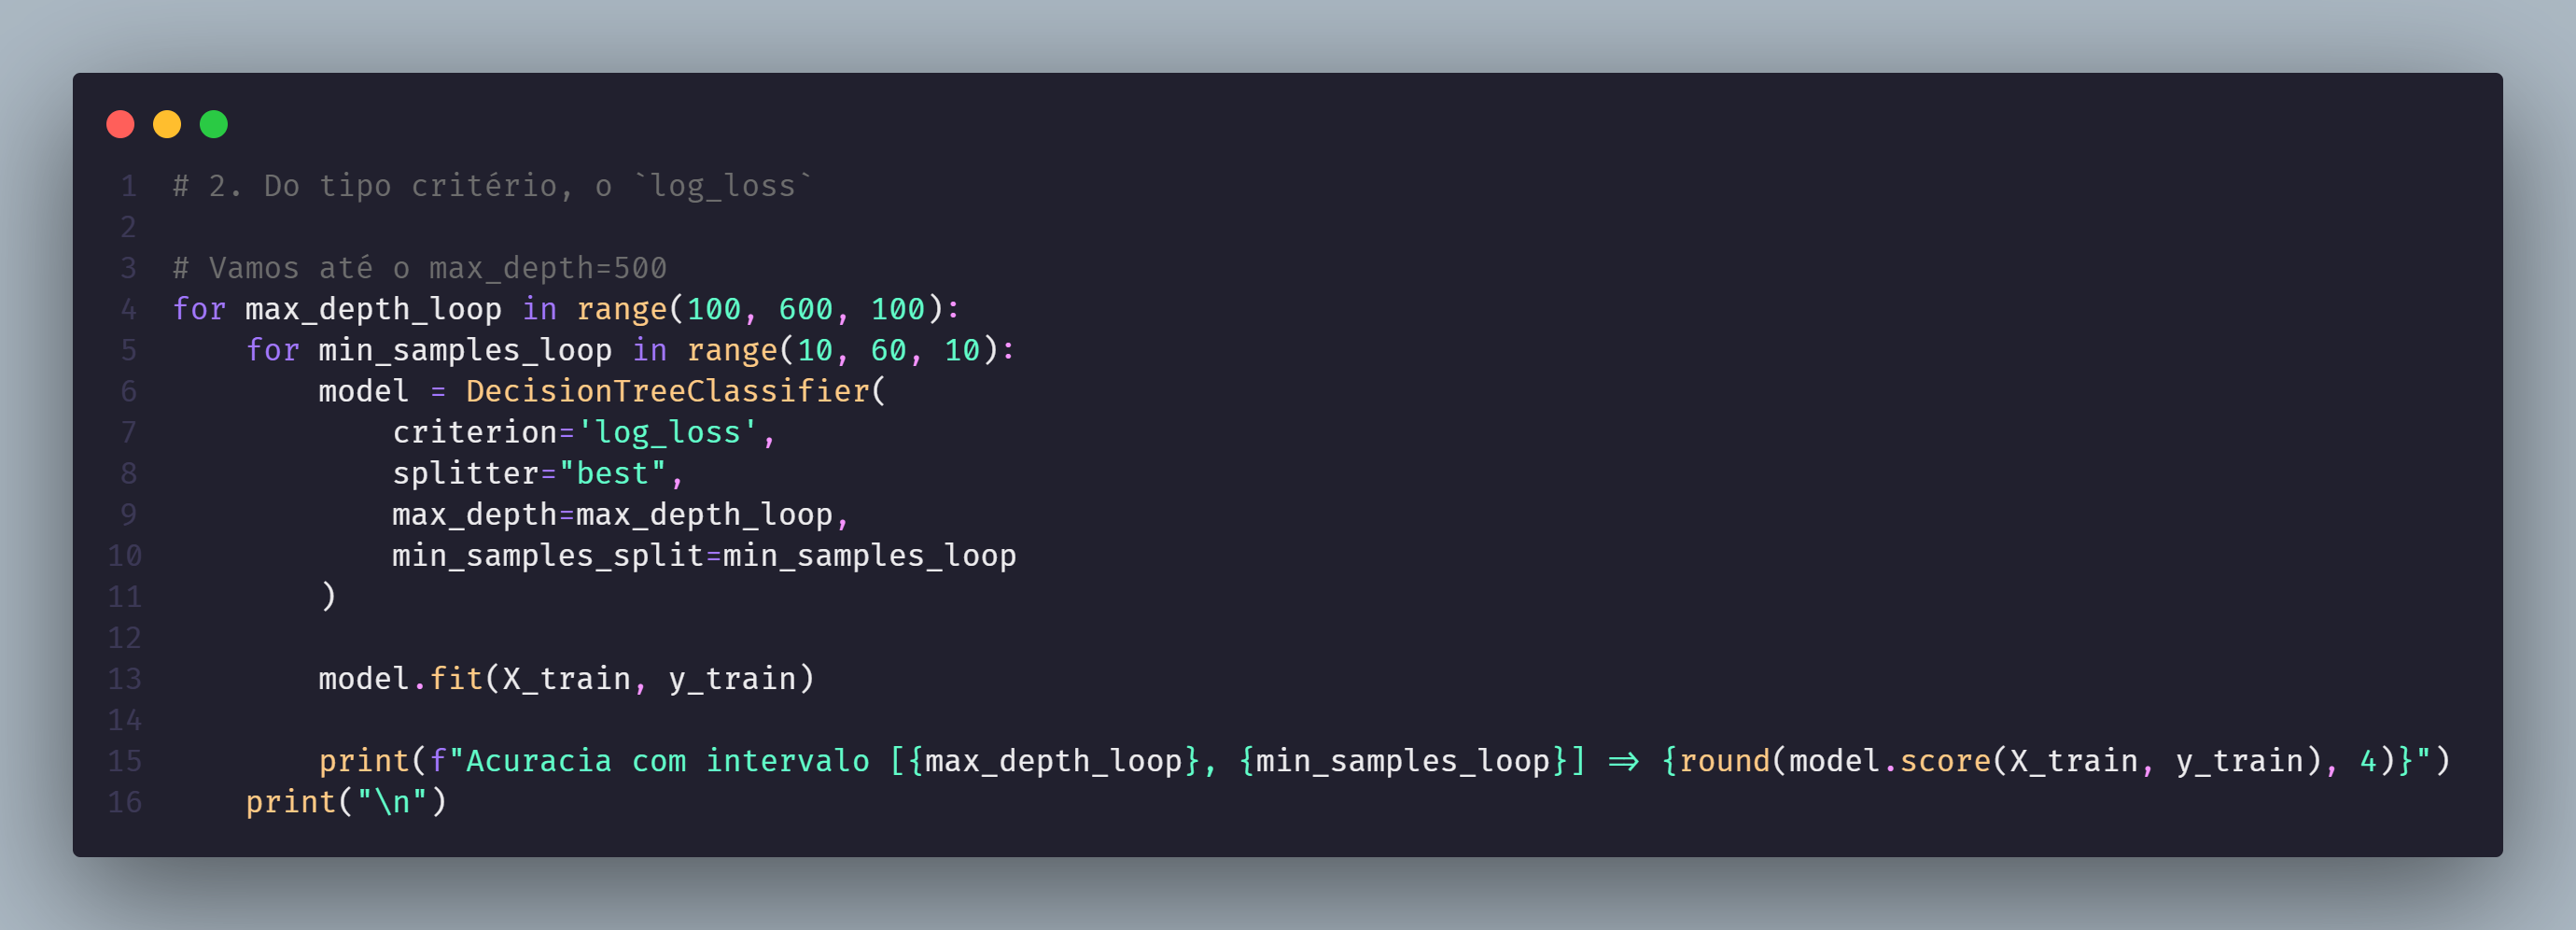 1 # 2. Do tipo critério, o `log_loss`
2
3 # Vamos até o max_depth=500
4 for max_depth_loop in range(100, 600, 100):
5     for min_samples_loop in range(10, 60, 10):
6         model = DecisionTreeClassifier(
7             criterion='log_loss',
8             splitter="best",
9             max_depth=max_depth_loop,
10             min_samples_split=min_samples_loop
11         )
12
13         model.fit(X_train, y_train)
14
15         print(f"Acuracia com intervalo [{max_depth_loop}, {min_samples_loop}] => {round(model.score(X_train, y_train), 4)}")
16     print("\n")